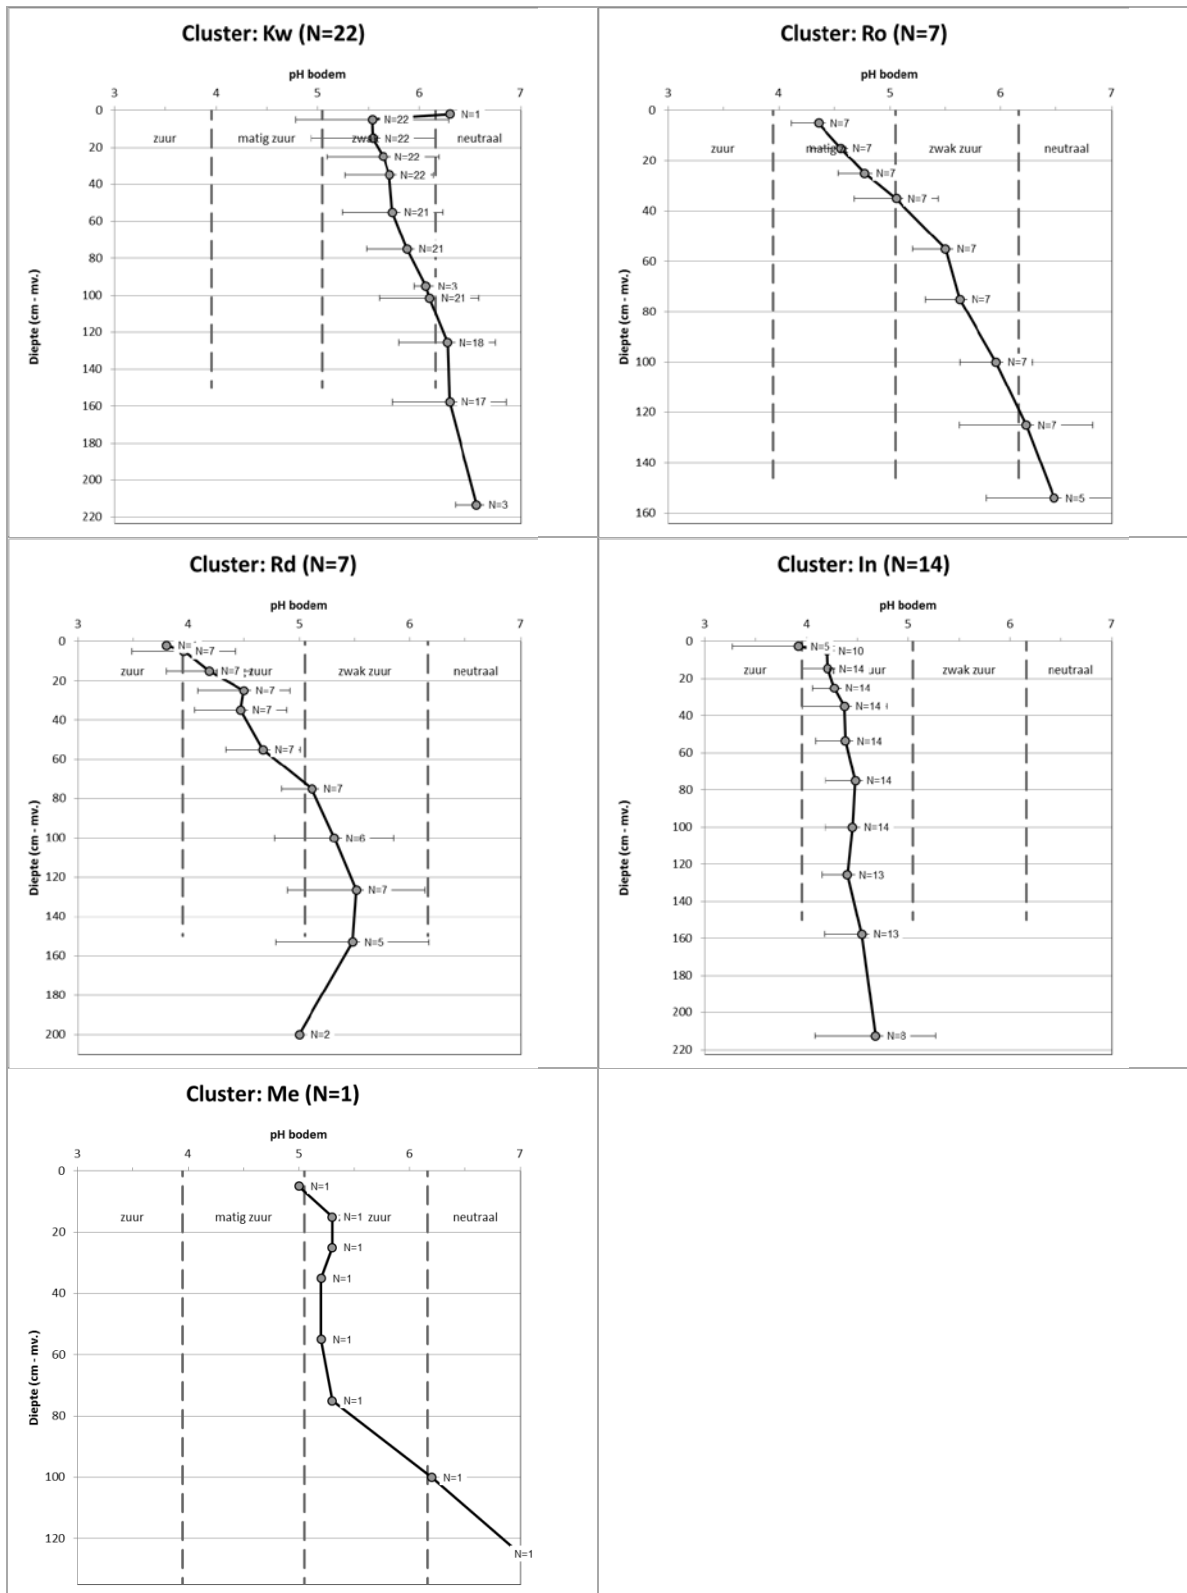 Cluster: Kw (N=22)
pH bodem
3 4 5 6 7
0
20
40
60
80
100
120
140
160
180
200
220
Diepte (cm - mv.)
zuur matig zuur zwak neutraal
N=1
N=22
N=22
N=22
N=22
N=21
N=21
N=3
N=21
N=18
N=17
N=3
Cluster: Ro (N=7)
pH bodem
3 4 5 6 7
0
20
40
60
80
100
120
140
160
Diepte (cm - mv.)
zuur matig zwak zuur neutraal
N=7
N=7
N=7
N=7
N=7
N=7
N=7
N=7
N=5
Cluster: Rd (N=7)
pH bodem
3 4 5 6 7
0
20
40
60
80
100
120
140
160
180
200
Diepte (cm - mv.)
zuur zuur zwak zuur neutraal
N=
N=7
N=7
N=7
N=7
N=7
N=7
N=6
N=7
N=5
N=2
Cluster: In (N=14)
pH bodem
3 4 5 6 7
0
20
40
60
80
100
120
140
160
180
200
220
Diepte (cm - mv.)
zuur uur zwak zuur neutraal
N=5
N=10
N=14
N=14
N=14
N=14
N=14
N=14
N=13
N=13
N=8
Cluster: Me (N=1)
pH bodem
3 4 5 6 7
0
20
40
60
80
100
120
Diepte (cm - mv.)
zuur matig zuur zuur neutraal
N=1
N=1
N=1
N=1
N=1
N=1
N=1
N=1